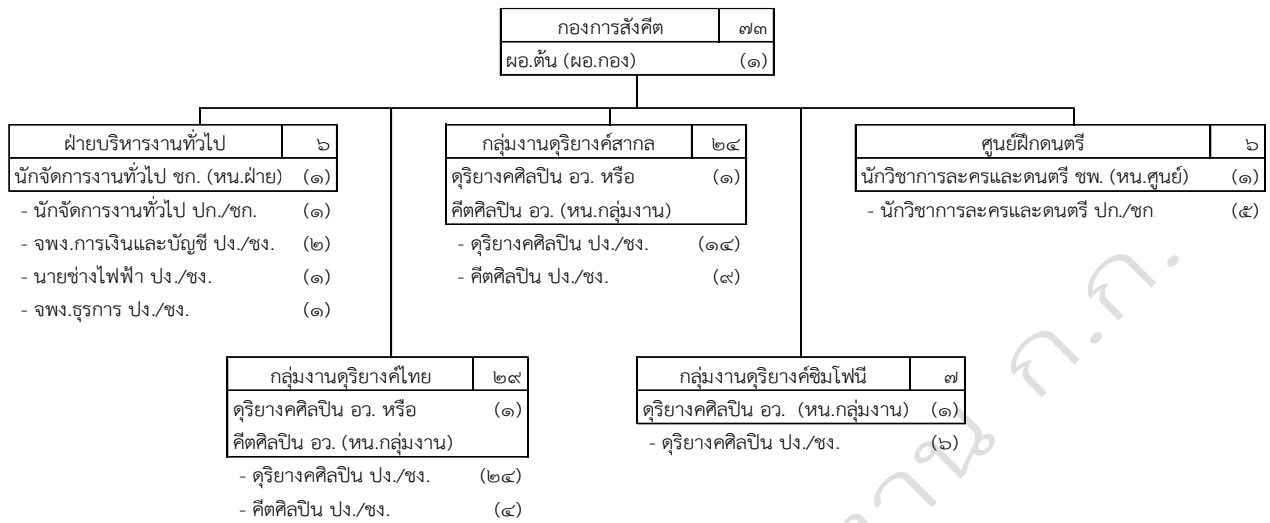 กองการสังคีต ๗๓
ผอ.ต้น (ผอ.กอง) (๑)
ฝ่ายบริหารงานทั่วไป ๖
นักจัดการงานทั่วไป ชก. (หน.ฝ่าย) (๑)
- นักจัดการงานทั่วไป ปก./ชก. (๑)
- จพง.การเงินและบัญชี ปง./ชง. (๒)
- นายช่างไฟฟ้า ปง./ชง. (๑)
- จพง.ธุรการ ปง./ชง. (๑)
กลุ่มงานดุริยางค์สากล ๒๔
ดุริยางคศิลปิน อว. หรือ (๑)
คีตศิลปิน อว. (หน.กลุ่มงาน)
- ดุริยางคศิลปิน ปง./ชง. (๑๔)
- คีตศิลปิน ปง./ชง. (๙)
ศูนย์ฝึกดนตรี ๖
นักวิชาการละครและดนตรี ชพ. (หน.ศูนย์) (๑)
- นักวิชาการละครและดนตรี ปก./ชก (๕)
กลุ่มงานดุริยางค์ไทย ๒๙
ดุริยางคศิลปิน อว. หรือ (๑)
คีตศิลปิน อว. (หน.กลุ่มงาน)
- ดุริยางคศิลปิน ปง./ชง. (๒๔)
- คีตศิลปิน ปง./ชง. (๔)
กลุ่มงานดุริยางค์ซิมโฟนี ๗
ดุริยางคศิลปิน อว. (หน.กลุ่มงาน) (๑)
- ดุริยางคศิลปิน ปง./ชง. (๖)
ก.ก.